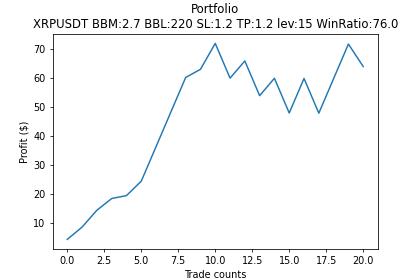 Portfolio
XRPUSDT BBM:2.7 BBL:220 SL:1.2 TP:1.2 lev:15 WinRatio:76.0
70
60
50
40
30
20
10
Profit ($)
0.0 2.5 5.0 7.5 10.0 12.5 15.0 17.5 20.0
Trade counts